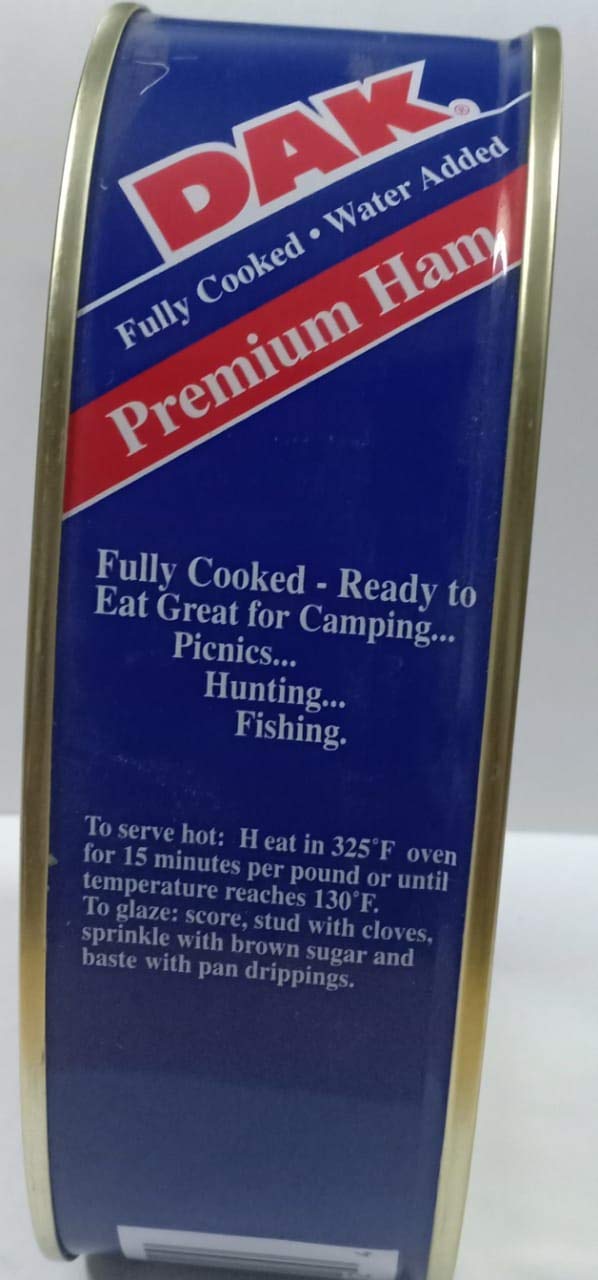 DAK®
Fully Cooked • Water Added
Premium Ham
Fully Cooked - Ready to
Eat Great for Camping...
Picnics...
Hunting...
Fishing.
To serve hot: H eat in 325°F oven
for 15 minutes per pound or until
temperature reaches 130°F.
To glaze: score, stud with cloves,
sprinkle with brown sugar and
baste with pan drippings.